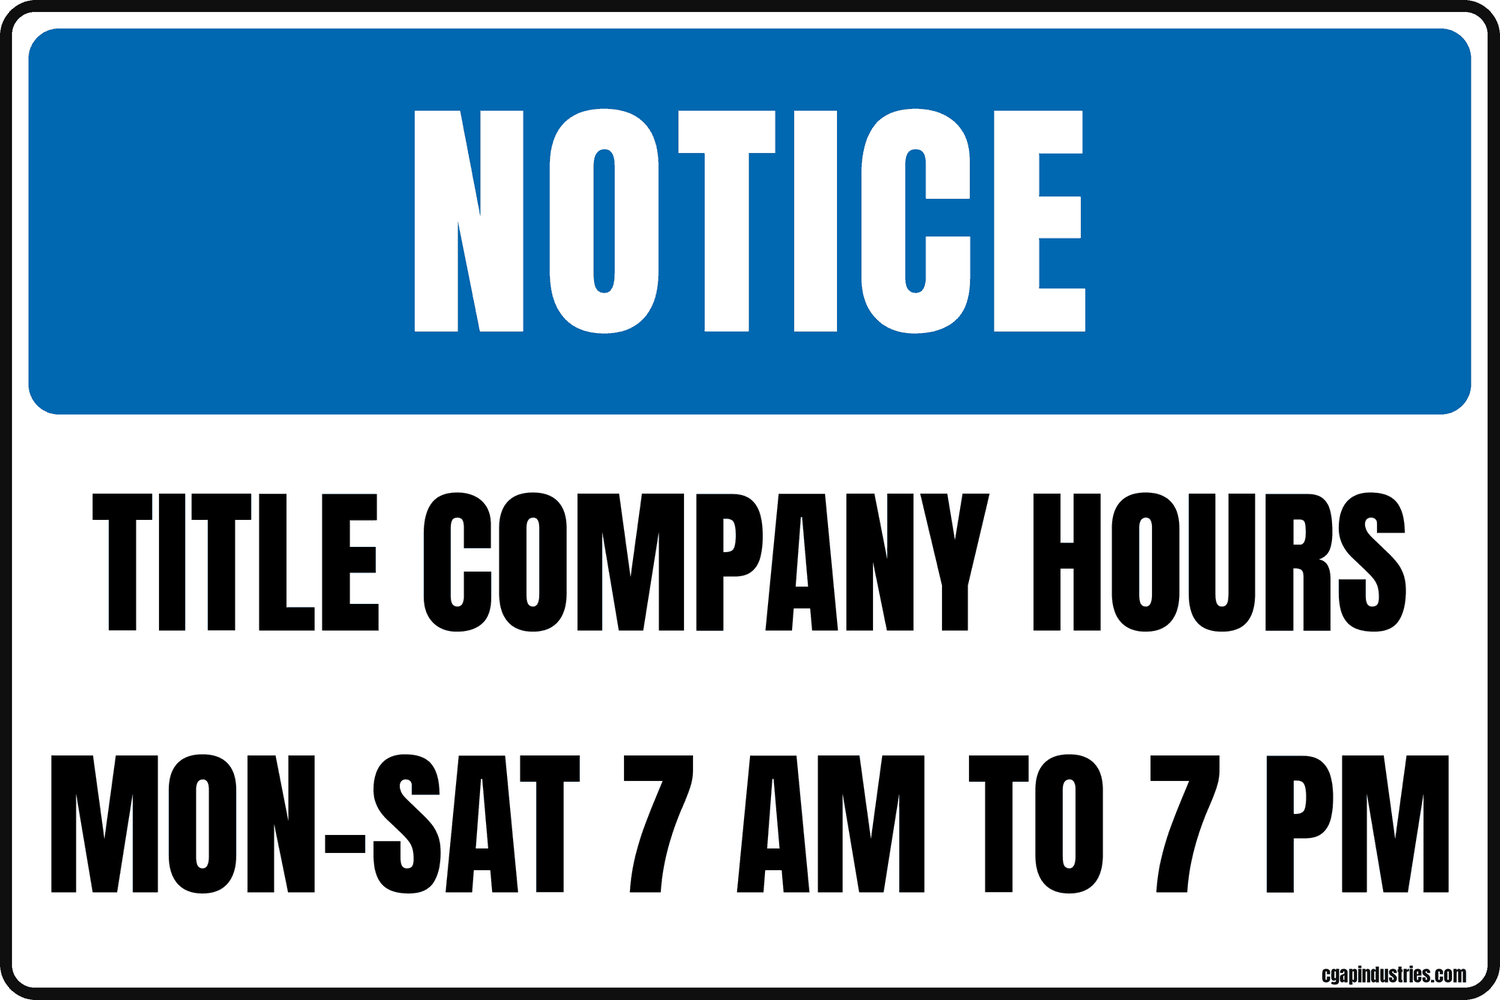 NOTICE
TITLE COMPANY HOURS
MON-SAT 7 AM TO 7 PM
cgapindustries.com